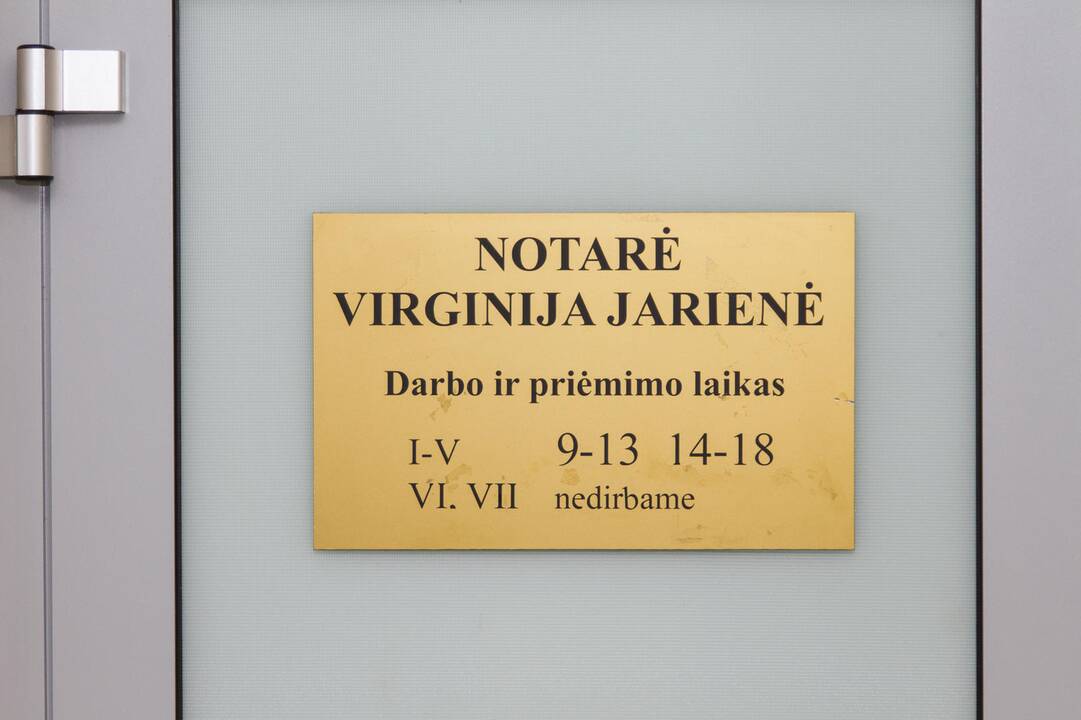 NOTARĖ
VIRGINIJA JARIENĖ
Darbo ir priėmimo laikas
I-V 9-13 14-18
VI. VII nedirbame